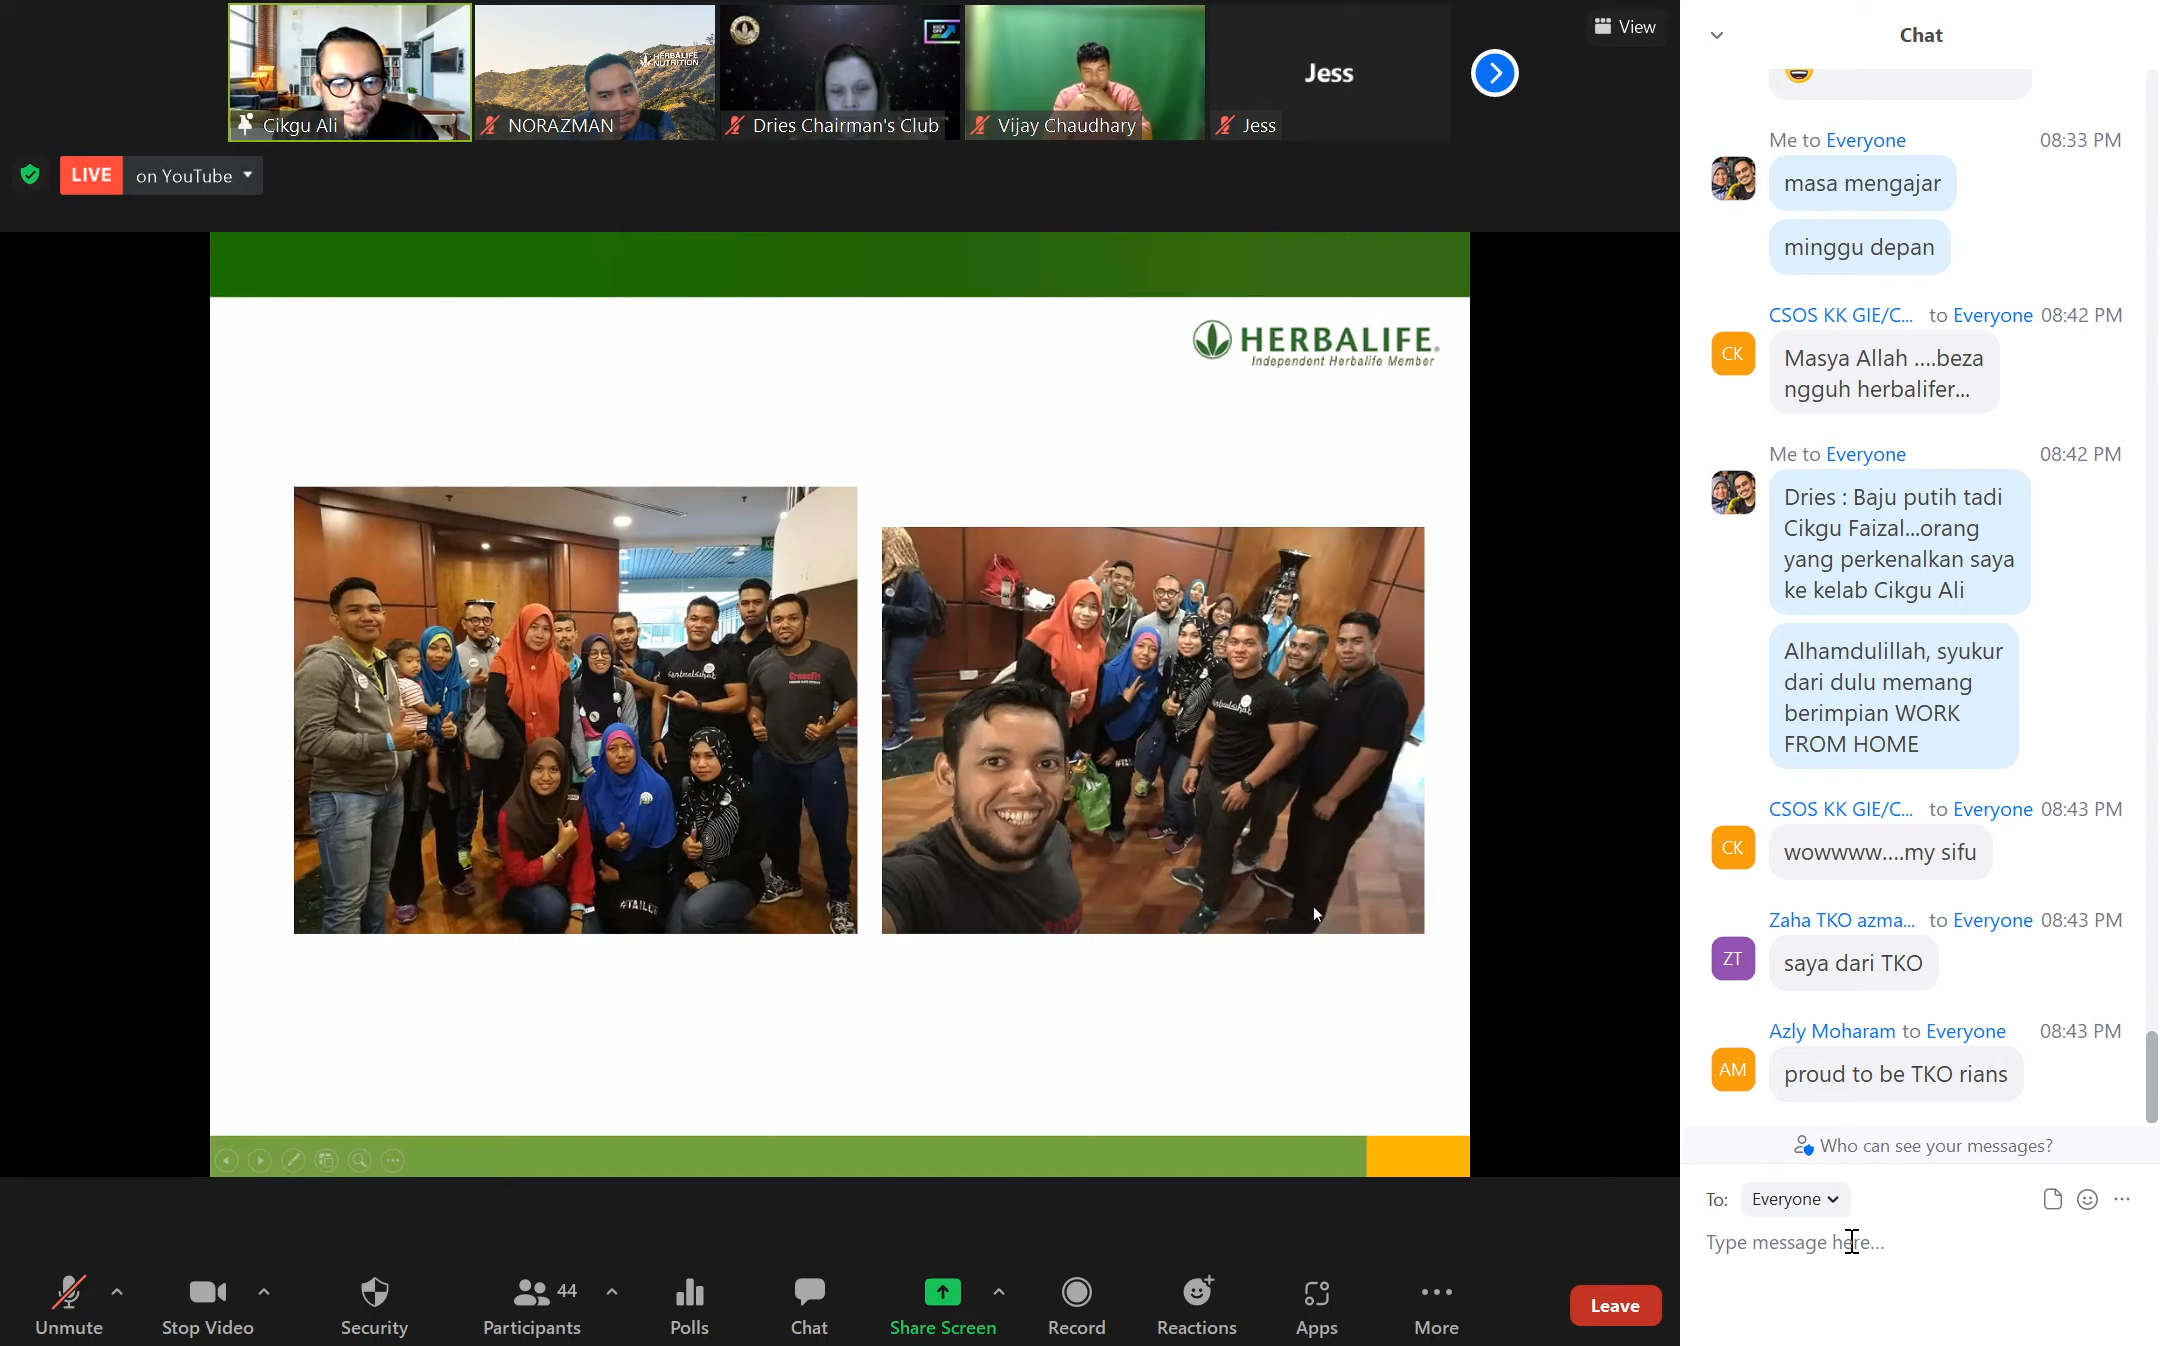 Cikgu Ali
HERBALIFE
NUTRITION
NORAZMAN
Dries Chairman's Club
Vijay Chaudhary
Jess
Jess
View
LIVE
on YouTube
HERBALIFE
Independent Herbalife Member
CrossFit
Chat
Me to Everyone 08:33 PM
masa mengajar
minggu depan
CSOS KK GIE/C... to Everyone 08:42 PM
CK
Masya Allah ....beza
ngguh herbalifer...
Me to Everyone 08:42 PM
Dries : Baju putih tadi
Cikgu Faizal...orang
yang perkenalkan saya
ke kelab Cikgu Ali
Alhamdulillah, syukur
dari dulu memang
berimpian WORK
FROM HOME
CSOS KK GIE/C... to Everyone 08:43 PM
CK
wowwww....my sifu
Zaha TKO azma... to Everyone 08:43 PM
ZT
saya dari TKO
Azly Moharam to Everyone 08:43 PM
AM
proud to be TKO rians
Who can see your messages?
To: Everyone
Type message here...
Unmute
Stop Video
Security
44
Participants
Polls
Chat
Share Screen
Record
Reactions
Apps
More
Leave